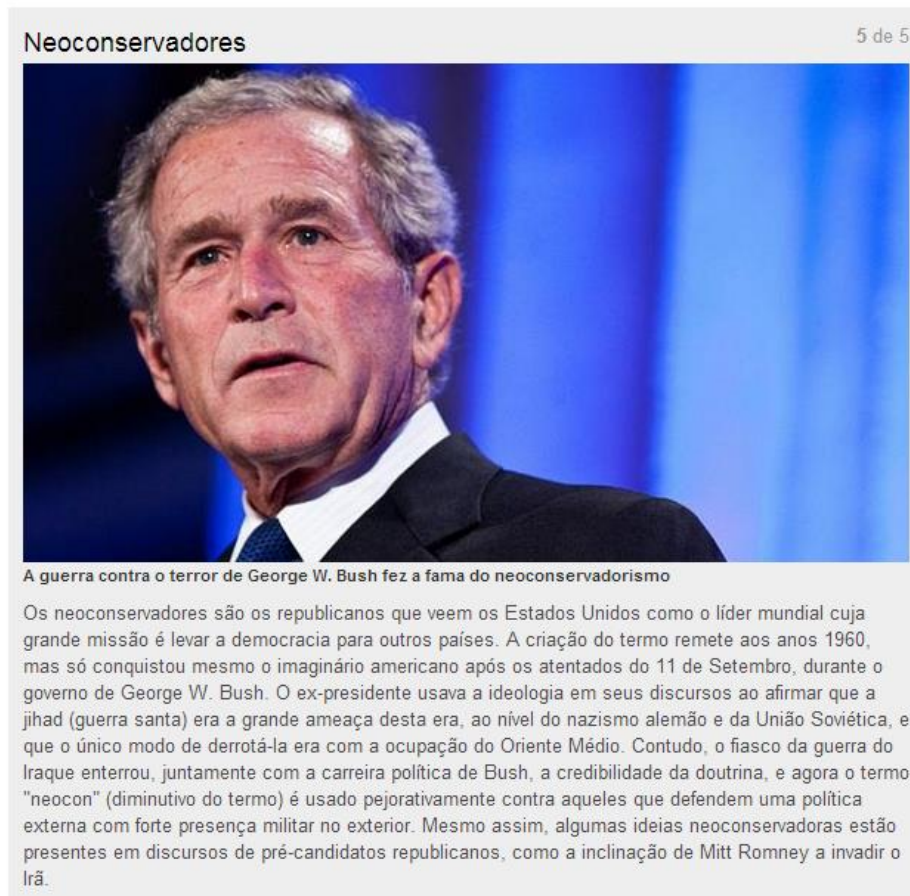 Neoconservadores
5 de 5
A guerra contra o terror de George W. Bush fez a fama do neoconservadorismo
Os neoconservadores são os republicanos que veem os Estados Unidos como o líder mundial cuja
grande missão é levar a democracia para outros países. A criação do termo remete aos anos 1960,
mas só conquistou mesmo o imaginário americano após os atentados do 11 de Setembro, durante o
governo de George W. Bush. O ex-presidente usava a ideologia em seus discursos ao afirmar que a
jihad (guerra santa) era a grande ameaça desta era, ao nível do nazismo alemão e da União Soviética, e
que o único modo de derrotá-la era com a ocupação do Oriente Médio. Contudo, o fiasco da guerra do
Iraque enterrou, juntamente com a carreira política de Bush, a credibilidade da doutrina, e agora o termo
"neocon" (diminutivo do termo) é usado pejorativamente contra aqueles que defendem uma política
externa com forte presença militar no exterior. Mesmo assim, algumas ideias neoconservadoras estão
presentes em discursos de pré-candidatos republicanos, como a inclinação de Mitt Romney a invadir o
Irã.